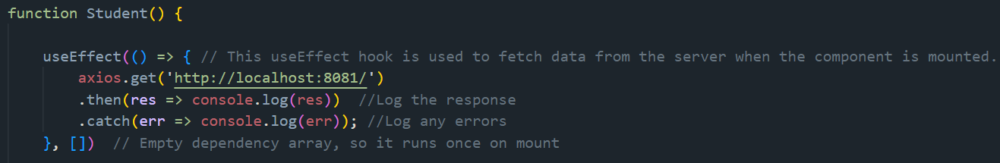 function Student() {
useEffect(() => { // This useEffect hook is used to fetch data from the server when the component is mounted.
axios.get('http://localhost:8081/')
.then(res => console.log(res))  //Log the response
.catch(err => console.log(err)); //Log any errors
}, [])  // Empty dependency array, so it runs once on mount